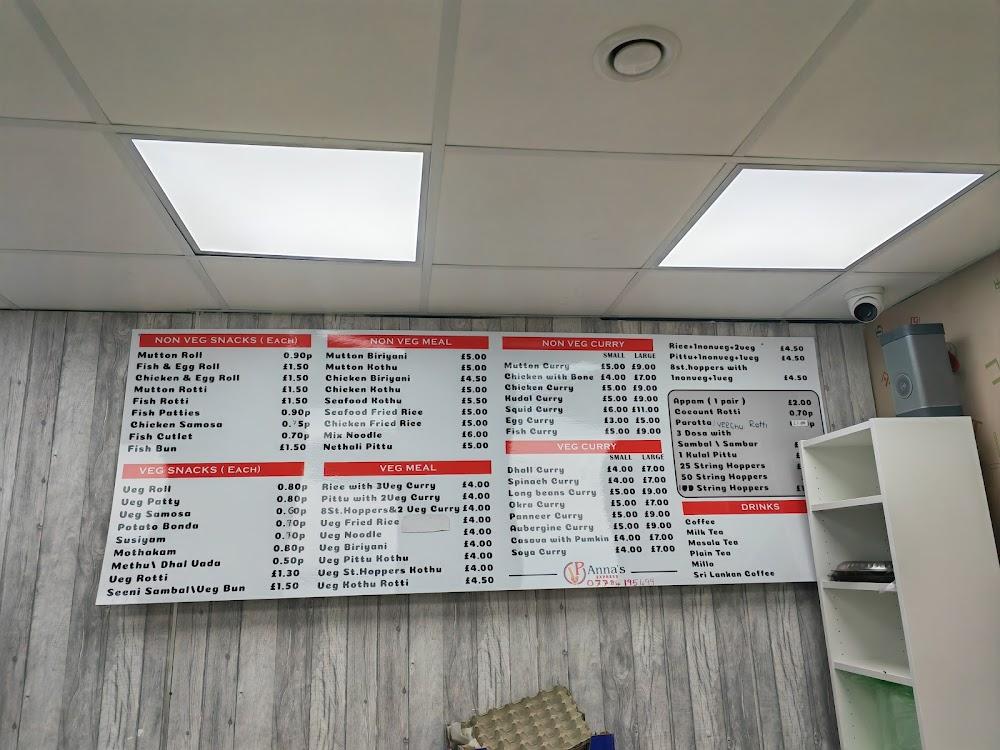 NON VEG SNACKS ( EACH )
Mutton Roll 0.90p
Fish & Egg Roll £1.50
Chicken & Egg Roll £1.50
Mutton Rotti £1.50
Fish Rotti £1.50
Fish Patties 0.90p
Chicken Samosa 0.75p
Fish Cutlet 0.70p
Fish Bun £1.50
VEG SNACKS ( EACH )
Veg Roll 0.80p
Veg Patty 0.80p
Veg Samosa 0.60p
Potato Bonda 0.70p
Susiyam 0.70p
Mothakam 0.80p
Methu\ Dhal Vada 0.50p
Veg Rotti £1.30
Seeni Sambal\Veg Bun £1.50
NON VEG MEAL
Mutton Biriyani £5.00
Mutton Kothu £5.00
Chicken Biriyani £4.50
Chicken Kothu £5.00
Seafood Kothu £5.50
Seafood Fried Rice £5.00
Chicken Fried Rice £5.00
Mix Noodle £6.00
Nethali Pittu £5.00
VEG MEAL
Rice with 3Veg Curry £4.00
Pittu with 2Veg Curry £4.00
8St.Hoppers&2 Veg Curry £4.00
Veg Fried Rice £4.00
Veg Noodle £4.00
Veg Biriyani £4.00
Veg Pittu Kothu £4.00
Veg St.Hoppers Kothu £4.00
Veg Kothu Rotti £4.50
NON VEG CURRY
SMALL LARGE
Mutton Curry £5.00 £9.00
Chicken with Bone £4.00 £7.00
Chicken Curry £5.00 £9.00
Kudal Curry £5.00 £9.00
Squid Curry £6.00 £11.00
Egg Curry £3.00 £5.00
Fish Curry £5.00 £9.00
VEG CURRY
SMALL LARGE
Dhall Curry £4.00 £7.00
Spinach Curry £4.00 £7.00
Long beans Curry £5.00 £9.00
Okra Curry £5.00 £7.00
Panneer Curry £5.00 £9.00
Aubergine Curry £5.00 £9.00
Casava with Pumkin £4.00 £7.00
Soya Curry £4.00 £7.00
Anna's
EXPRESS
Rice+1nonveg+2veg £4.50
Pittu+1nonveg+1veg £4.50
8st.hoppers with
1nonveg+1veg £4.50
Appam ( 1 pair ) £2.00
Cocount Rotti 0.70p
Parotta veechu Rotti
3 Dosa with
Sambal \ Sambar £
1 Kulal Pittu £
25 String Hoppers £
50 String Hoppers £
String Hoppers
DRINKS
Coffee
Milk Tea
Masala Tea
Plain Tea
Milo
Sri Lankan Coffee